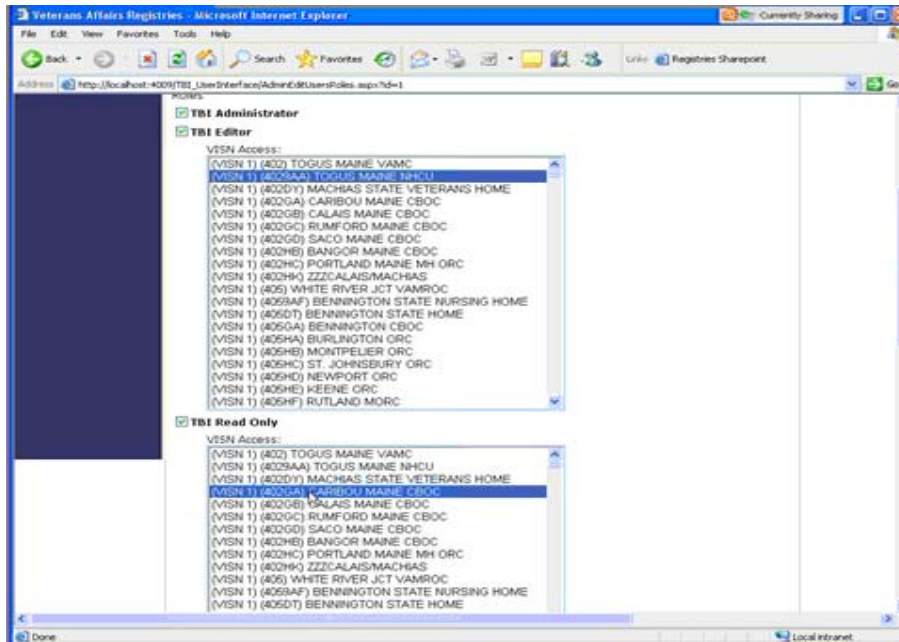 Veterans Affairs Registries - Microsoft Internet Explorer
Currently Sharing
File Edit View Favorites Tools Help
Back Search Favorites Links Registries Sharepoint
Address http://localhost:4009/TBI_UserInterface/AdminEditUsersRoles.aspx?id=1 Go
Roles
TBI Administrator
TBI Editor
VISN Access:
(VISN 1) (402) TOGUS MAINE VAMC
(VISN 1) (4029AA) TOGUS MAINE NHCU
(VISN 1) (402DY) MACHIAS STATE VETERANS HOME
(VISN 1) (402GA) CARIBOU MAINE CBOC
(VISN 1) (402GB) CALAIS MAINE CBOC
(VISN 1) (402GC) RUMFORD MAINE CBOC
(VISN 1) (402GD) SACO MAINE CBOC
(VISN 1) (402HB) BANGOR MAINE CBOC
(VISN 1) (402HC) PORTLAND MAINE MH ORC
(VISN 1) (402HK) ZZZCALAIS/MACHIAS
(VISN 1) (405) WHITE RIVER JCT VAMROC
(VISN 1) (4059AF) BENNINGTON STATE NURSING HOME
(VISN 1) (405DT) BENNINGTON STATE HOME
(VISN 1) (405GA) BENNINGTON CBOC
(VISN 1) (405HA) BURLINGTON ORC
(VISN 1) (405HB) MONTPELIER ORC
(VISN 1) (405HC) ST. JOHNSBURY ORC
(VISN 1) (405HD) NEWPORT ORC
(VISN 1) (405HE) KEENE ORC
(VISN 1) (405HF) RUTLAND MORC
TBI Read Only
VISN Access:
(VISN 1) (402) TOGUS MAINE VAMC
(VISN 1) (4029AA) TOGUS MAINE NHCU
(VISN 1) (402DY) MACHIAS STATE VETERANS HOME
(VISN 1) (402GA) CARIBOU MAINE CBOC
(VISN 1) (402GB) CALAIS MAINE CBOC
(VISN 1) (402GC) RUMFORD MAINE CBOC
(VISN 1) (402GD) SACO MAINE CBOC
(VISN 1) (402HB) BANGOR MAINE CBOC
(VISN 1) (402HC) PORTLAND MAINE MH ORC
(VISN 1) (402HK) ZZZCALAIS/MACHIAS
(VISN 1) (405) WHITE RIVER JCT VAMROC
(VISN 1) (4059AF) BENNINGTON STATE NURSING HOME
(VISN 1) (405DT) BENNINGTON STATE HOME
Done Local intranet